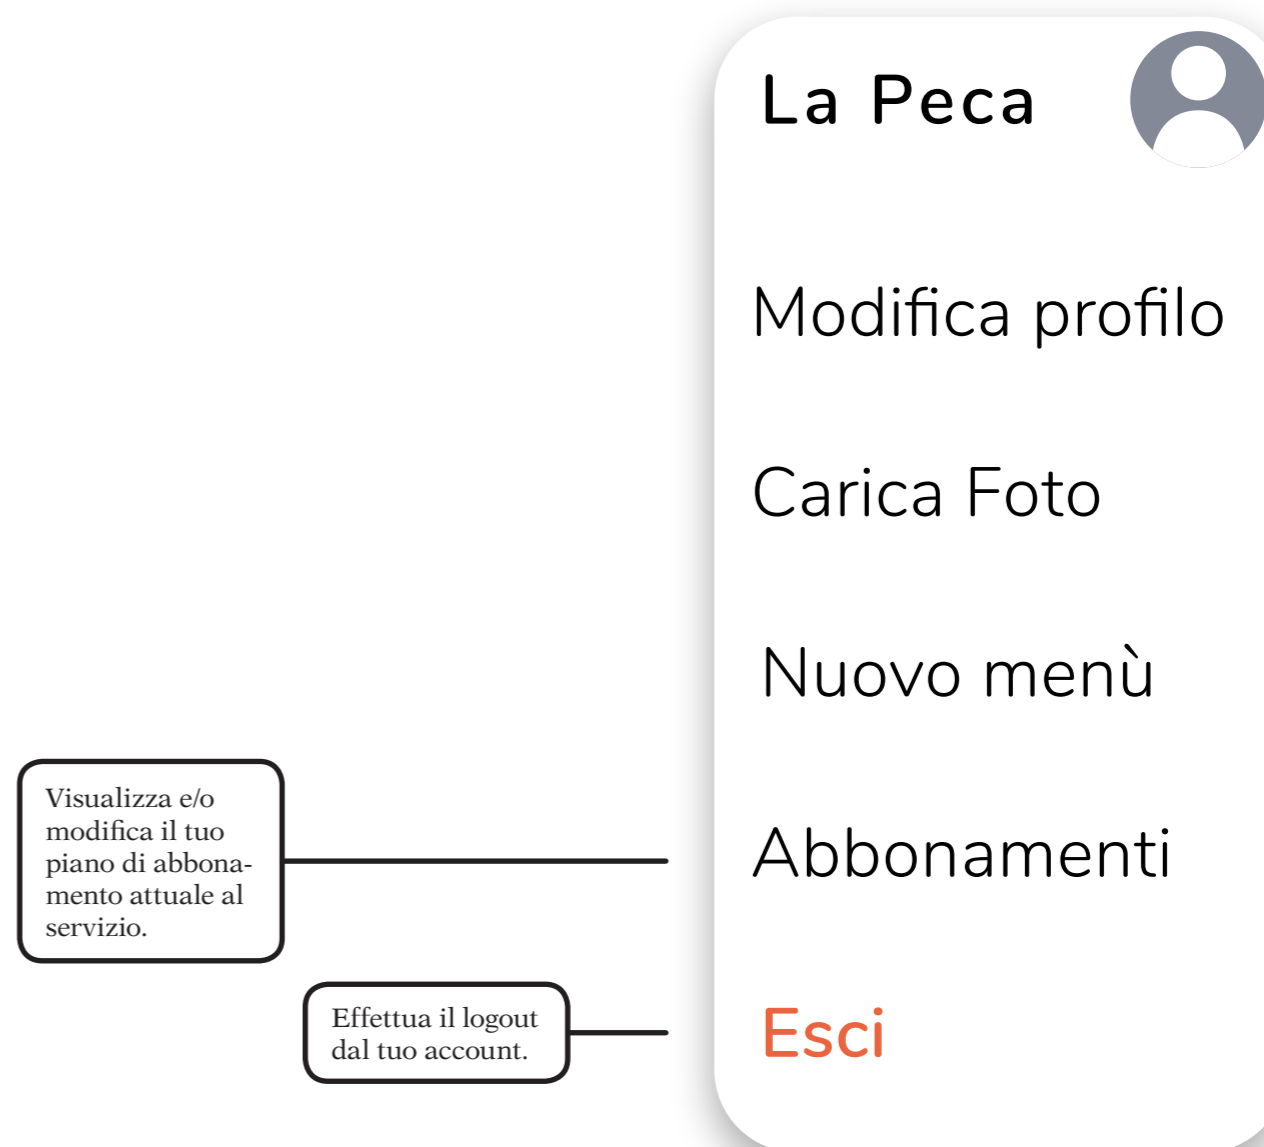 La Peca
Modifica profilo
Carica Foto
Nuovo menù
Visualizza e/o
modifica il tuo
piano di abbona-
mento attuale al
servizio.
Abbonamenti
Effettua il logout
dal tuo account.
Esci